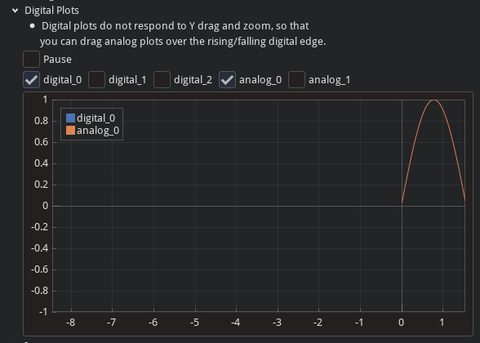 Digital Plots
Digital plots do not respond to Y drag and zoom, so that
you can drag analog plots over the rising/falling digital edge.
Pause
digital_0 digital_1 digital_2 analog_0 analog_1
digital_0
analog_0
1
0.8
0.6
0.4
0.2
0
-0.2
-0.4
-0.6
-0.8
-1
-8 -7 -6 -5 -4 -3 -2 -1 0 1